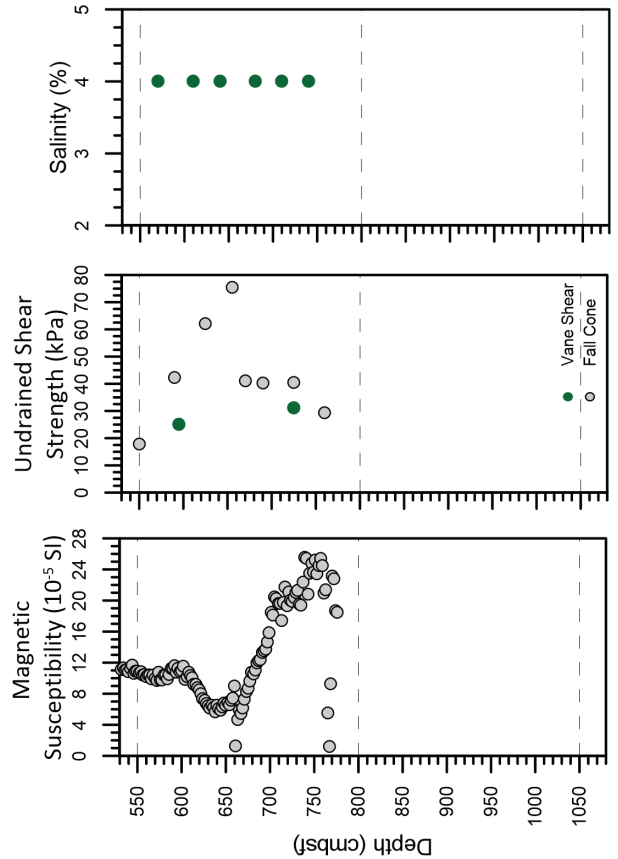 Salinity (%)
2 3 4 5
Undrained Shear
Strength (kPa)
0 10 20 30 40 50 60 70 80
Vane Shear
Fall Cone
Magnetic
Susceptibility (10⁻⁵ SI)
0 4 8 12 16 20 24 28
550 600 650 700 750 800 850 900 950 1000 1050
Depth (cmbsf)